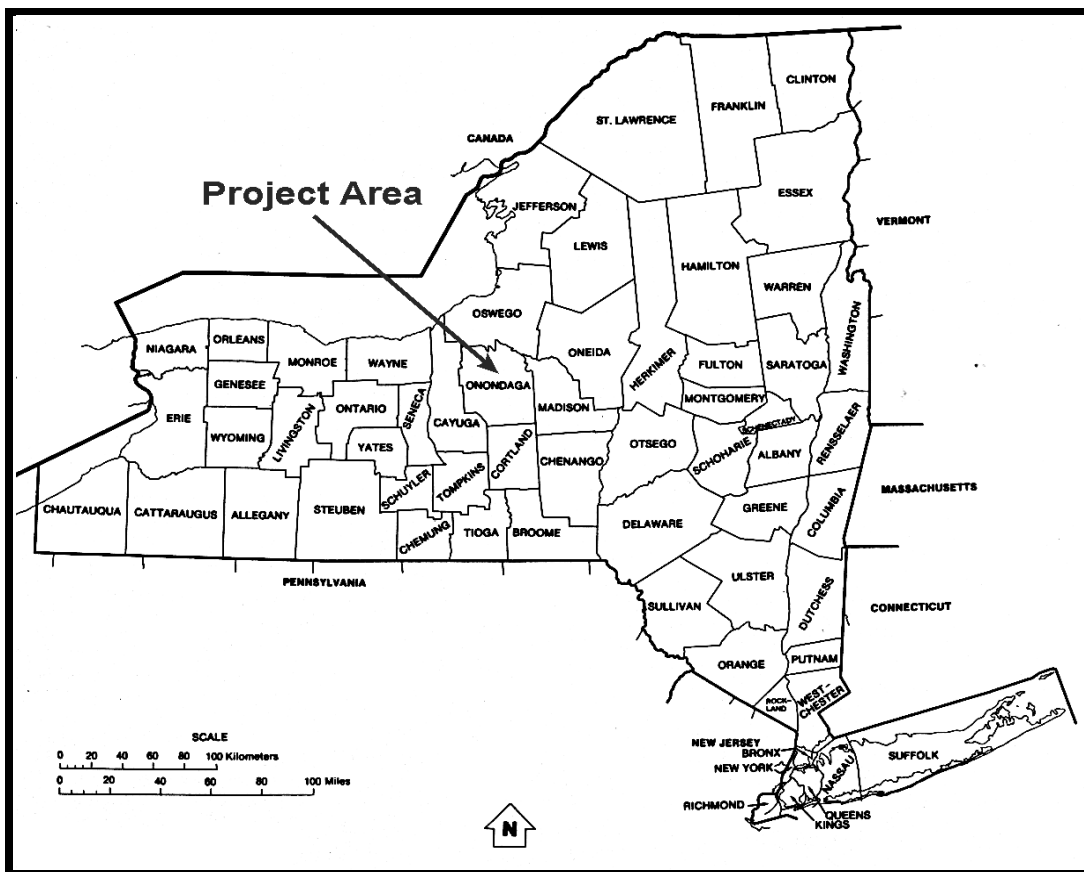 CLINTON
FRANKLIN
ST. LAWRENCE
CANADA
ESSEX
Project Area
JEFFERSON
VERMONT
LEWIS
HAMILTON
WARREN
WASHINGTON
OSWEGO
ORLEANS
NIAGARA
MONROE
WAYNE
ONEIDA
HERKIMER
FULTON
SARATOGA
GENESEE
ONONDAGA
MONTGOMERY
SENECA
ONTARIO
MADISON
ERIE
LIVINGSTON
CAYUGA
WYOMING
YATES
CORTLAND
OTSEGO
SCHENECTADY
SCHOHARIE
ALBANY
RENSSELAER
CHENANGO
TOMPKINS
SCHUYLER
MASSACHUSETTS
CHAUTAUQUA
CATTARAUGUS
ALLEGANY
STEUBEN
GREENE
COLUMBIA
DELAWARE
CHEMUNG
TIOGA
BROOME
PENNSYLVANIA
ULSTER
DUTCHESS
SULLIVAN
CONNECTICUT
ORANGE
PUTNAM
ROCK-
LAND
WEST-
CHESTER
SCALE
0 20 40 60 80 100 Kilometers
0 20 40 60 80 100 Miles
NEW JERSEY
BRONX
NEW YORK
NASSAU
SUFFOLK
RICHMOND
QUEENS
KINGS
N